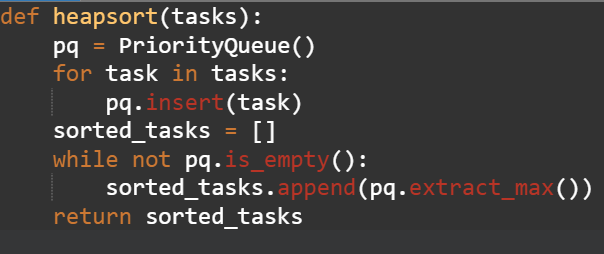 def heapsort(tasks):
    pq = PriorityQueue()
    for task in tasks:
        pq.insert(task)
    sorted_tasks = []
    while not pq.is_empty():
        sorted_tasks.append(pq.extract_max())
    return sorted_tasks